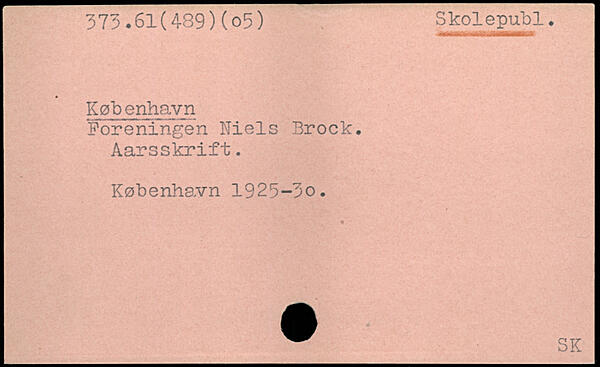 373.61(489)(o5) Skolepubl.
København
Foreningen Niels Brock.
Aarsskrift.
København 1925-3o.
SK